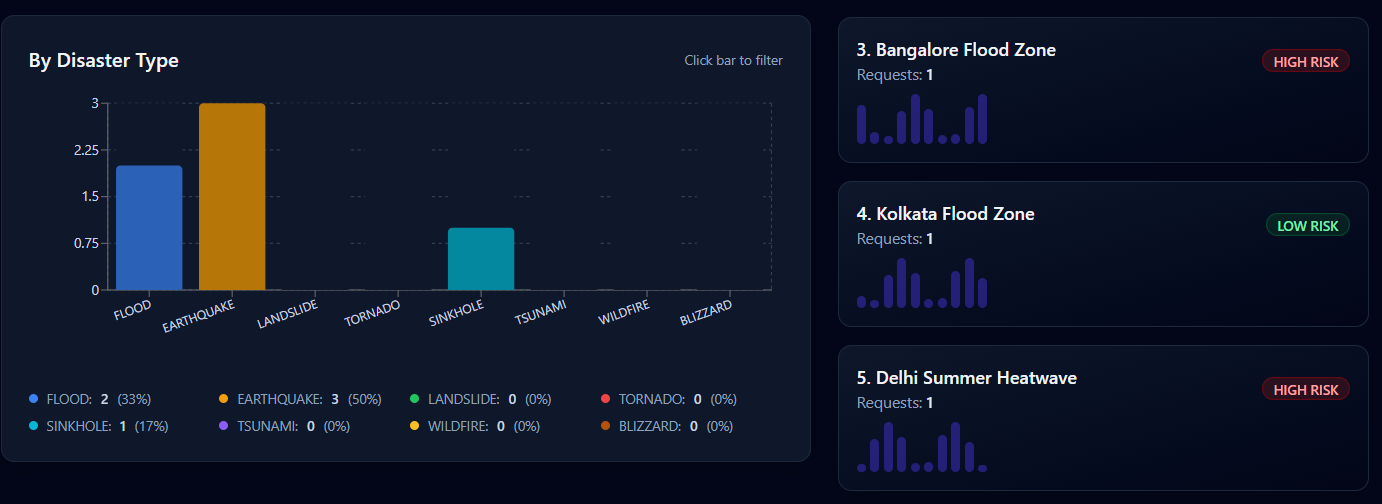 By Disaster Type
Click bar to filter
3
2.25
1.5
0.75
0
FLOOD
EARTHQUAKE
LANDSLIDE
TORNADO
SINKHOLE
TSUNAMI
WILDFIRE
BLIZZARD
FLOOD: 2 (33%)
EARTHQUAKE: 3 (50%)
LANDSLIDE: 0 (0%)
TORNADO: 0 (0%)
SINKHOLE: 1 (17%)
TSUNAMI: 0 (0%)
WILDFIRE: 0 (0%)
BLIZZARD: 0 (0%)
3. Bangalore Flood Zone
HIGH RISK
Requests: 1
4. Kolkata Flood Zone
LOW RISK
Requests: 1
5. Delhi Summer Heatwave
HIGH RISK
Requests: 1